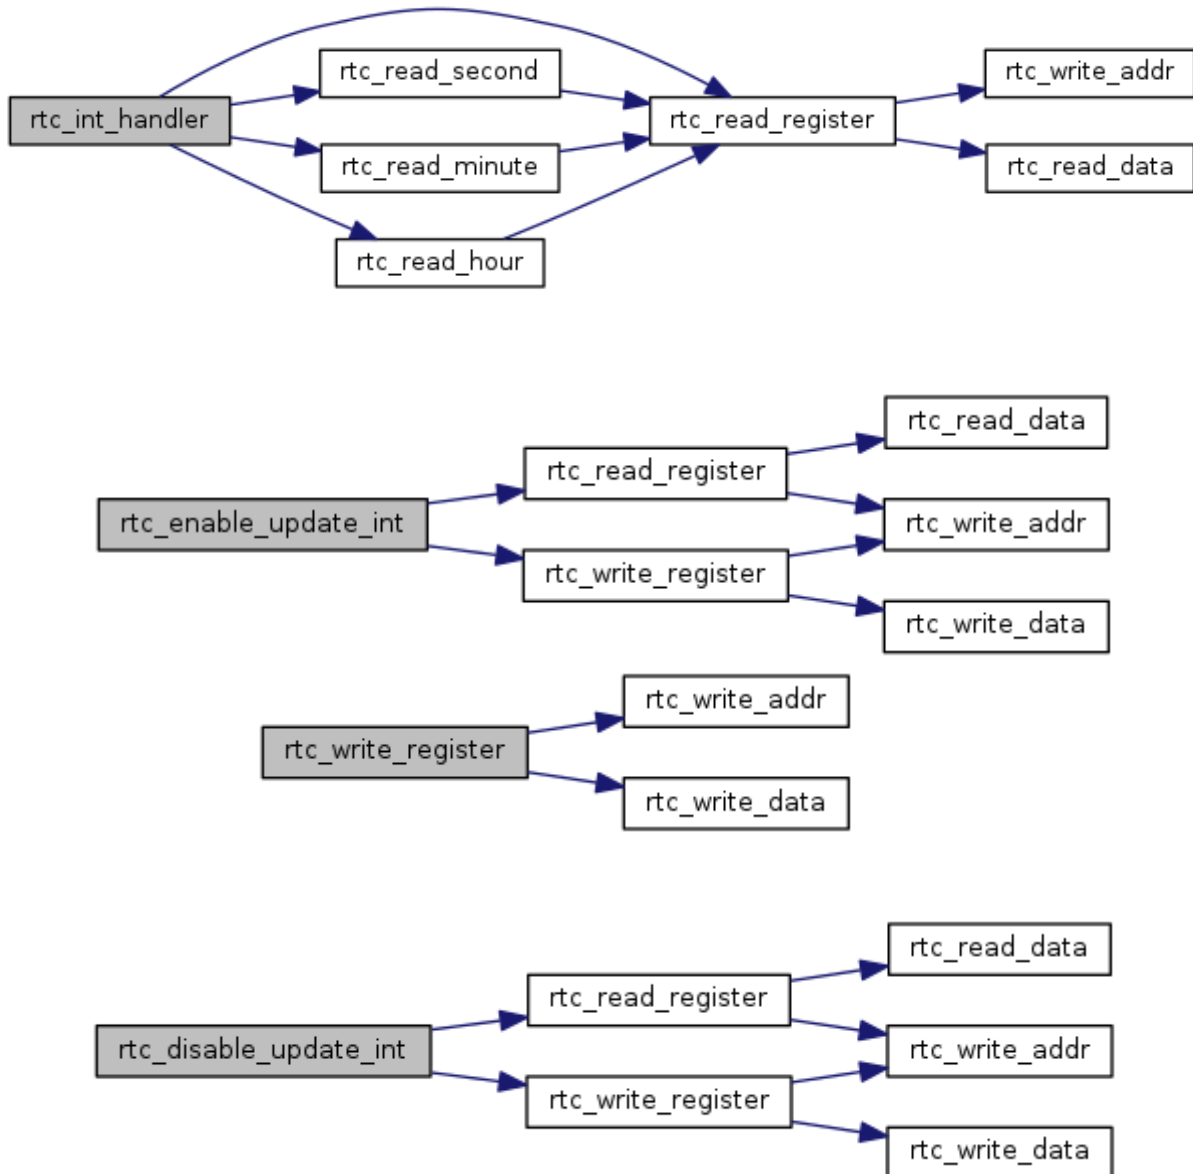 rtc_read_second
rtc_write_addr
rtc_int_handler
rtc_read_register
rtc_read_minute
rtc_read_data
rtc_read_hour
rtc_read_data
rtc_read_register
rtc_enable_update_int
rtc_write_addr
rtc_write_register
rtc_write_data
rtc_write_addr
rtc_write_register
rtc_write_data
rtc_read_data
rtc_read_register
rtc_disable_update_int
rtc_write_addr
rtc_write_register
rtc_write_data